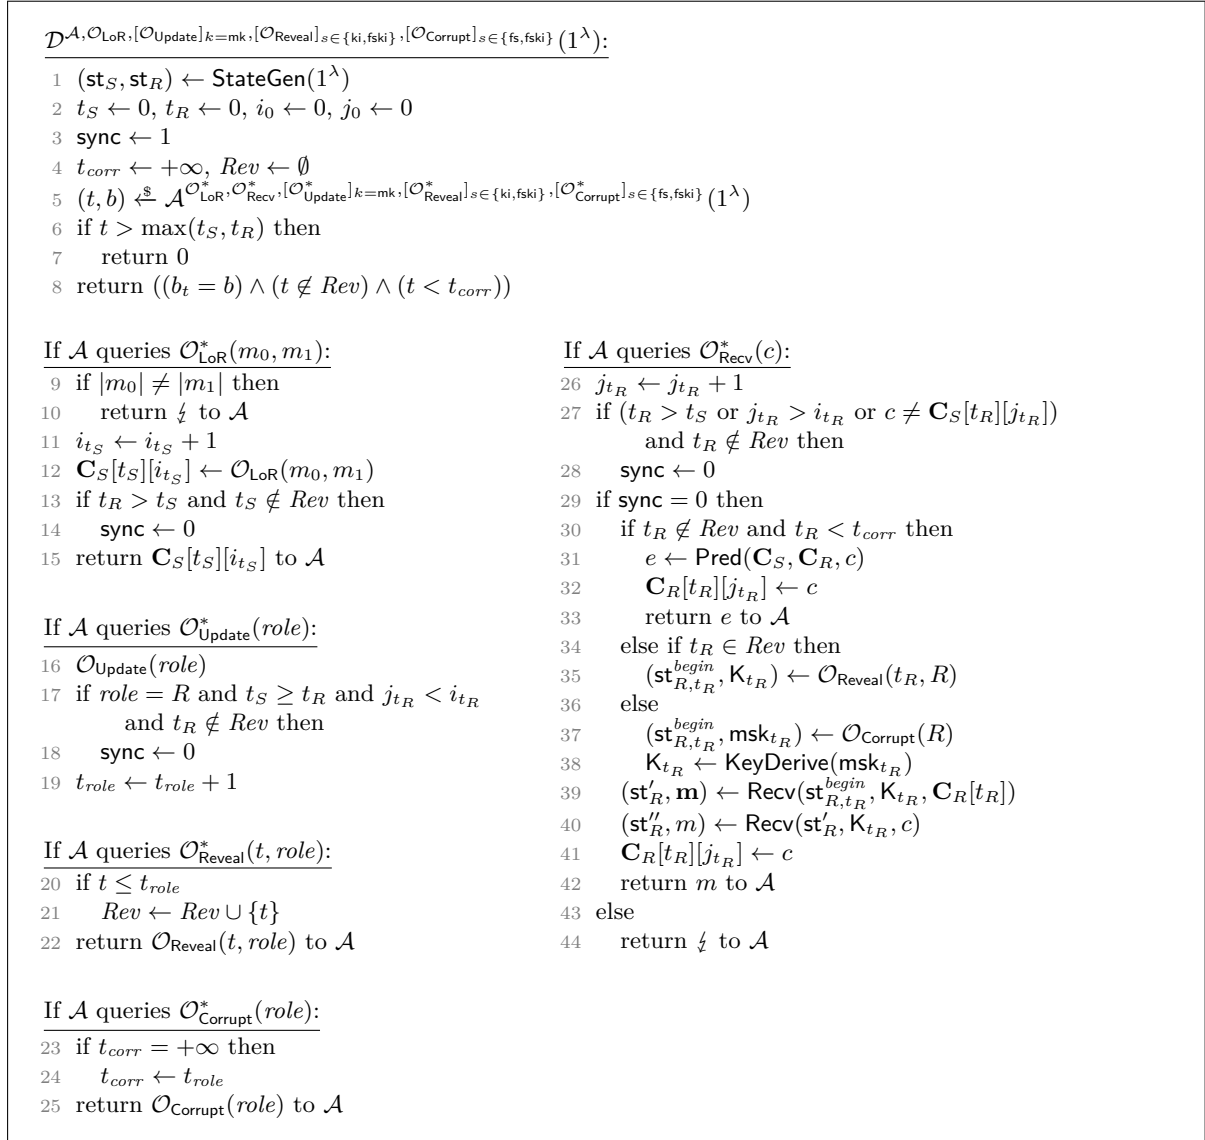 𝒟^{𝒜,𝒪_LoR,[𝒪_Update]_{k=mk},[𝒪_Reveal]_{s∈{ki,fski}},[𝒪_Corrupt]_{s∈{fs,fski}}}(1^λ):
1 (st_S, st_R) ← StateGen(1^λ)
2 t_S ← 0, t_R ← 0, i_0 ← 0, j_0 ← 0
3 sync ← 1
4 t_corr ← +∞, Rev ← ∅
5 (t, b) ←$ 𝒜^{𝒪*_LoR,𝒪*_Recv,[𝒪*_Update]_{k=mk},[𝒪*_Reveal]_{s∈{ki,fski}},[𝒪*_Corrupt]_{s∈{fs,fski}}}(1^λ)
6 if t > max(t_S, t_R) then
7 return 0
8 return ((b_t = b) ∧ (t ∉ Rev) ∧ (t < t_corr))
If 𝒜 queries 𝒪*_LoR(m_0, m_1):
9 if |m_0| ≠ |m_1| then
10 return ↯ to 𝒜
11 i_{t_S} ← i_{t_S} + 1
12 C_S[t_S][i_{t_S}] ← 𝒪_LoR(m_0, m_1)
13 if t_R > t_S and t_S ∉ Rev then
14 sync ← 0
15 return C_S[t_S][i_{t_S}] to 𝒜
If 𝒜 queries 𝒪*_Update(role):
16 𝒪_Update(role)
17 if role = R and t_S ≥ t_R and j_{t_R} < i_{t_R}
and t_R ∉ Rev then
18 sync ← 0
19 t_role ← t_role + 1
If 𝒜 queries 𝒪*_Reveal(t, role):
20 if t ≤ t_role
21 Rev ← Rev ∪ {t}
22 return 𝒪_Reveal(t, role) to 𝒜
If 𝒜 queries 𝒪*_Corrupt(role):
23 if t_corr = +∞ then
24 t_corr ← t_role
25 return 𝒪_Corrupt(role) to 𝒜
If 𝒜 queries 𝒪*_Recv(c):
26 j_{t_R} ← j_{t_R} + 1
27 if (t_R > t_S or j_{t_R} > i_{t_R} or c ≠ C_S[t_R][j_{t_R}])
and t_R ∉ Rev then
28 sync ← 0
29 if sync = 0 then
30 if t_R ∉ Rev and t_R < t_corr then
31 e ← Pred(C_S, C_R, c)
32 C_R[t_R][j_{t_R}] ← c
33 return e to 𝒜
34 else if t_R ∈ Rev then
35 (st^begin_{R,t_R}, K_{t_R}) ← 𝒪_Reveal(t_R, R)
36 else
37 (st^begin_{R,t_R}, msk_{t_R}) ← 𝒪_Corrupt(R)
38 K_{t_R} ← KeyDerive(msk_{t_R})
39 (st′_R, m) ← Recv(st^begin_{R,t_R}, K_{t_R}, C_R[t_R])
40 (st″_R, m) ← Recv(st′_R, K_{t_R}, c)
41 C_R[t_R][j_{t_R}] ← c
42 return m to 𝒜
43 else
44 return ↯ to 𝒜